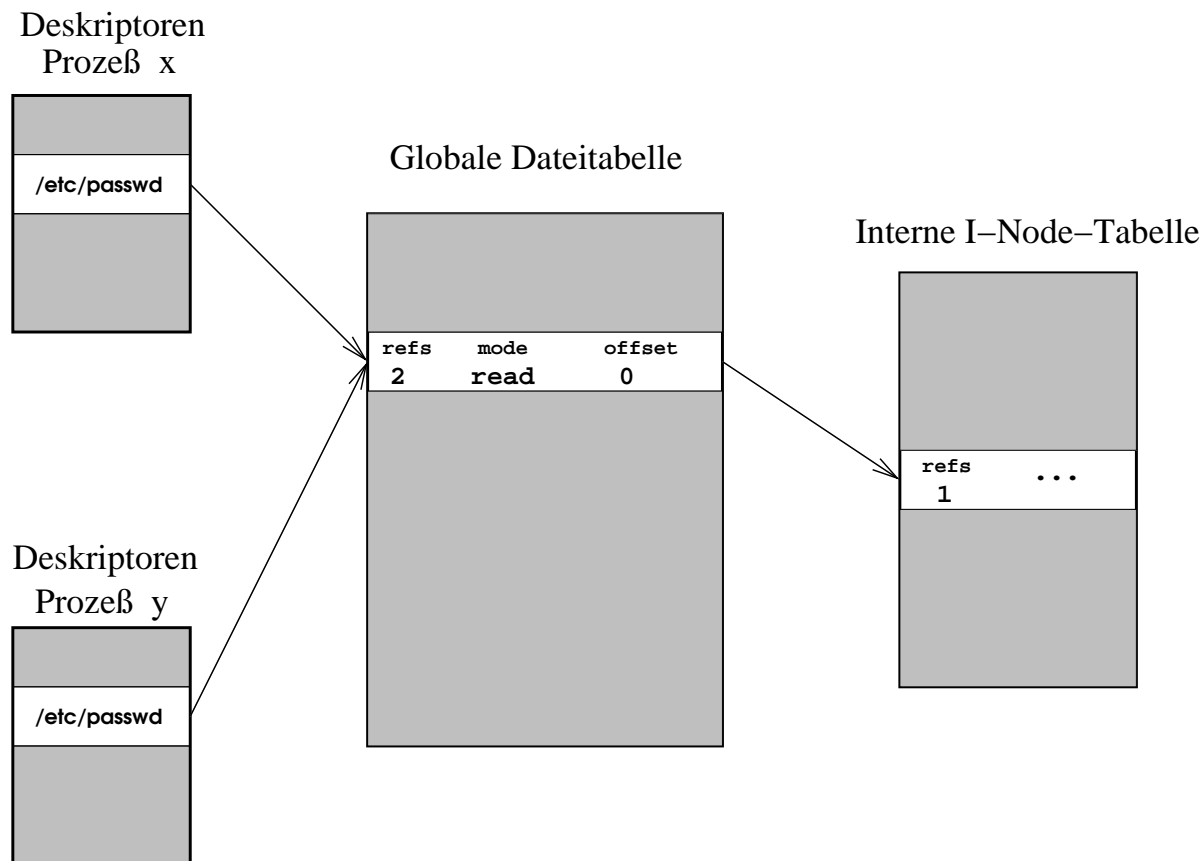 Deskriptoren
Prozeß x
/etc/passwd
Globale Dateitabelle
refs mode offset
2 read 0
Interne I−Node−Tabelle
refs ...
1
Deskriptoren
Prozeß y
/etc/passwd